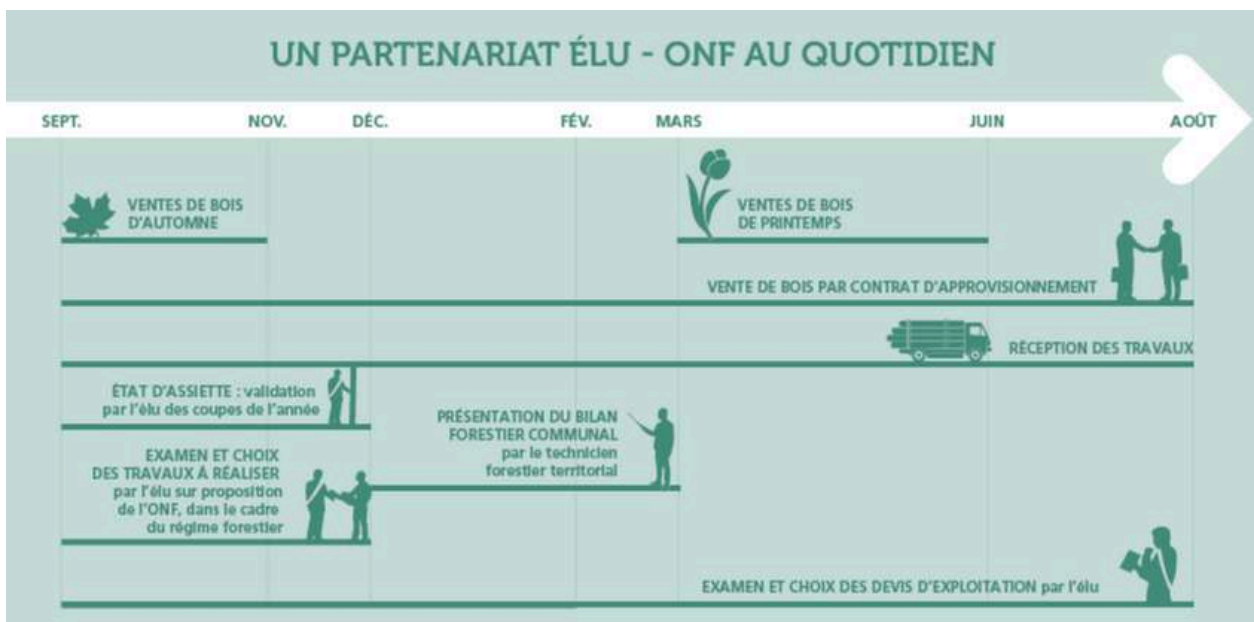 UN PARTENARIAT ÉLU - ONF AU QUOTIDIEN
SEPT. NOV. DÉC. FÉV. MARS JUIN AOÛT
VENTES DE BOIS
D'AUTOMNE
VENTES DE BOIS
DE PRINTEMPS
VENTE DE BOIS PAR CONTRAT D'APPROVISIONNEMENT
RÉCEPTION DES TRAVAUX
ÉTAT D'ASSIETTE : validation
par l'élu des coupes de l'année
PRÉSENTATION DU BILAN
FORESTIER COMMUNAL
par le technicien
forestier territorial
EXAMEN ET CHOIX
DES TRAVAUX À RÉALISER
par l'élu sur proposition
de l'ONF, dans le cadre
du régime forestier
EXAMEN ET CHOIX DES DEVIS D'EXPLOITATION par l'élu